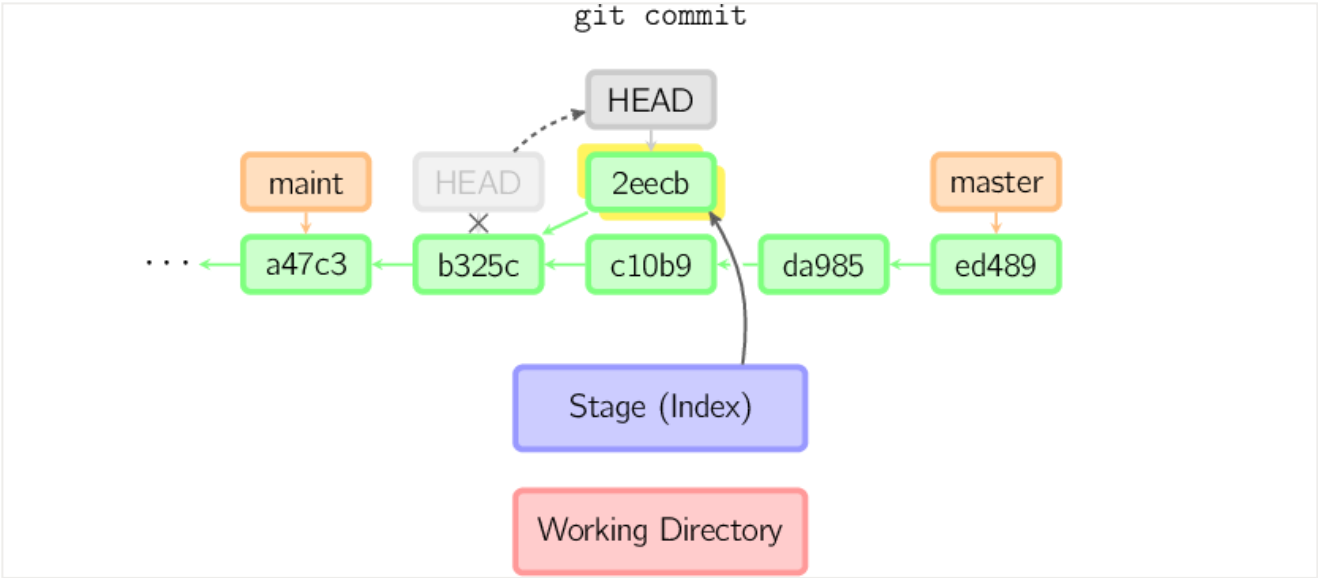 git commit
HEAD
maint
HEAD
2eecb
master
...
a47c3
b325c
c10b9
da985
ed489
Stage (Index)
Working Directory